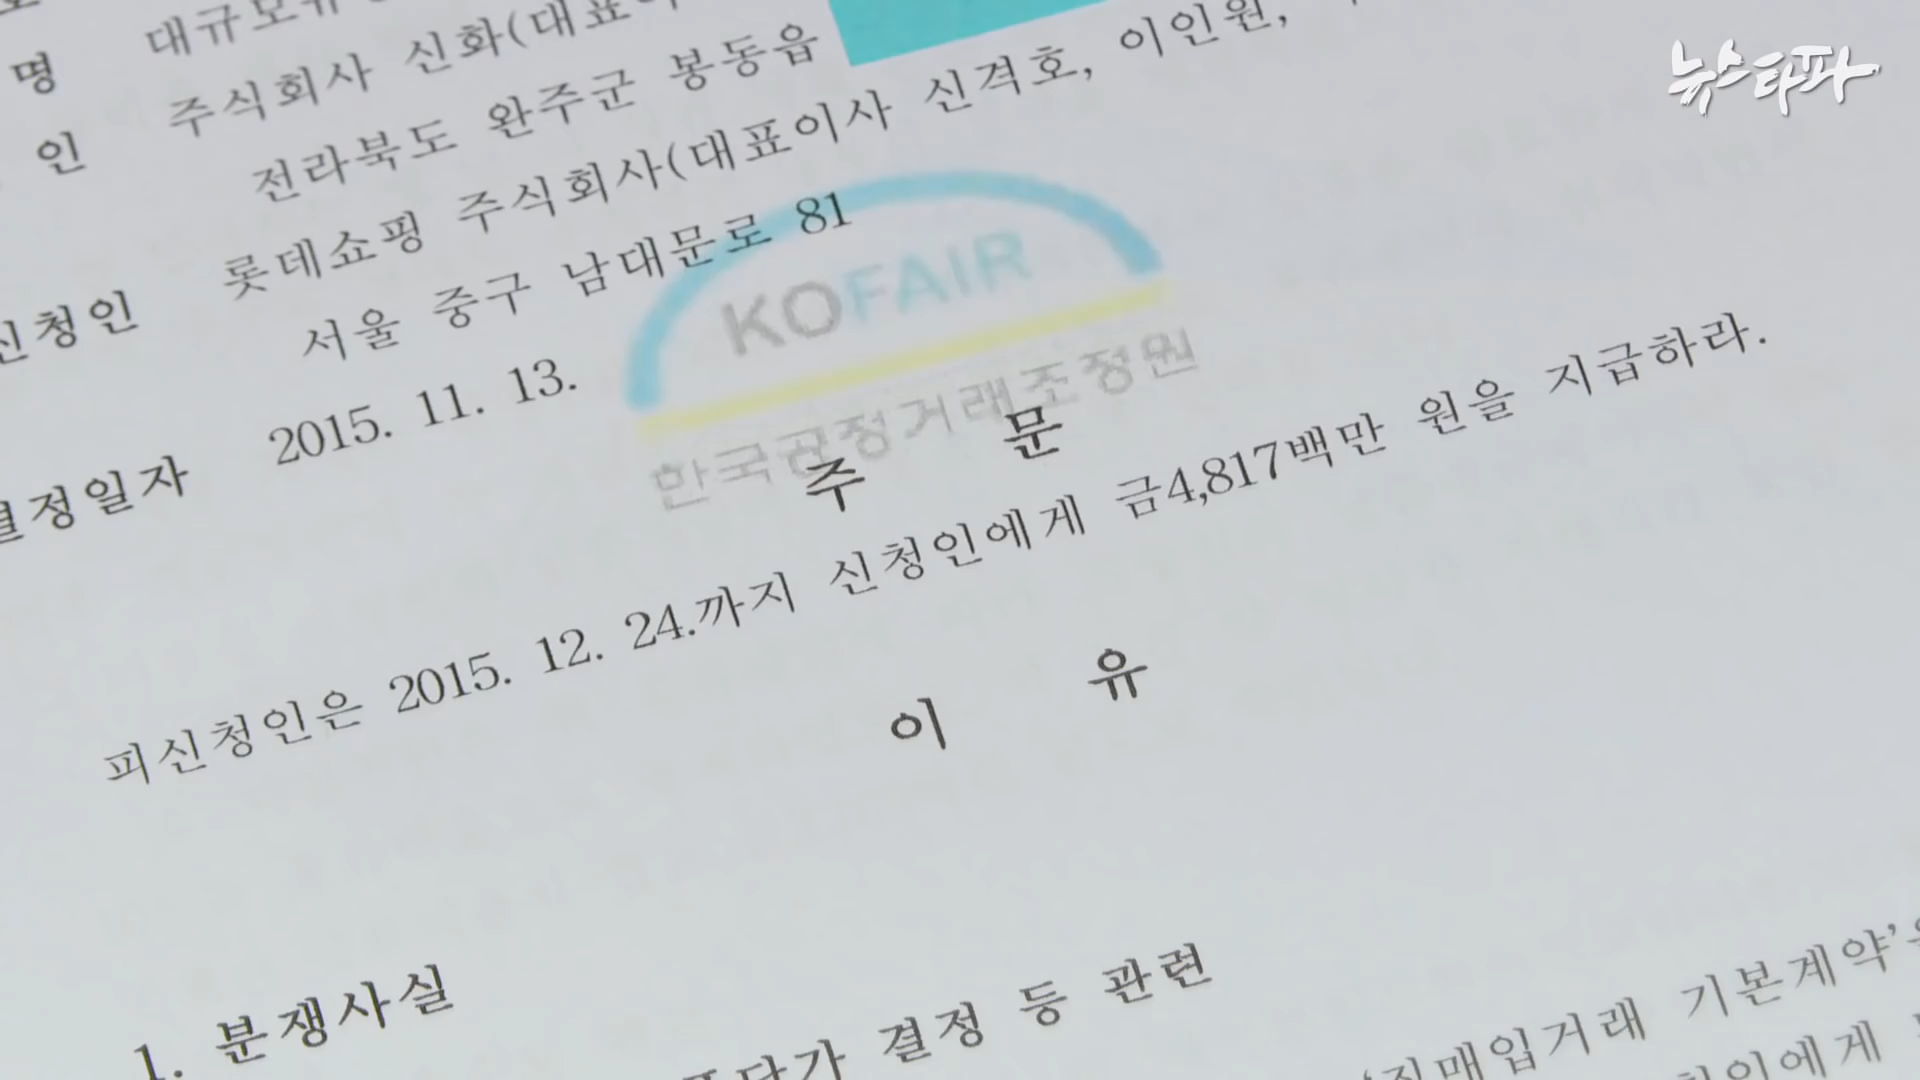 뉴스타파
명 대규모유
인 주식회사 신화(대표이
전라북도 완주군 봉동읍
신청인 롯데쇼핑 주식회사(대표이사 신격호, 이인원,
서울 중구 남대문로 81
결정일자 2015. 11. 13.
KOFAIR
한국공정거래조정원
주 문
피신청인은 2015. 12. 24.까지 신청인에게 금4,817백만 원을 지급하라.
이 유
1. 분쟁사실
품단가 결정 등 관련
‘직매입거래 기본계약’
청인에게